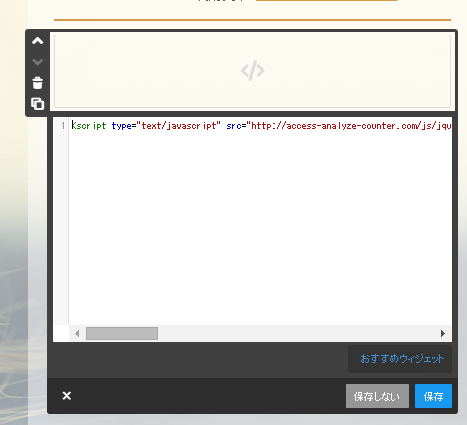 </>
1 <script type="text/javascript" src="http://access-analyze-counter.com/js/jqu
おすすめウィジェット
保存しない 保存